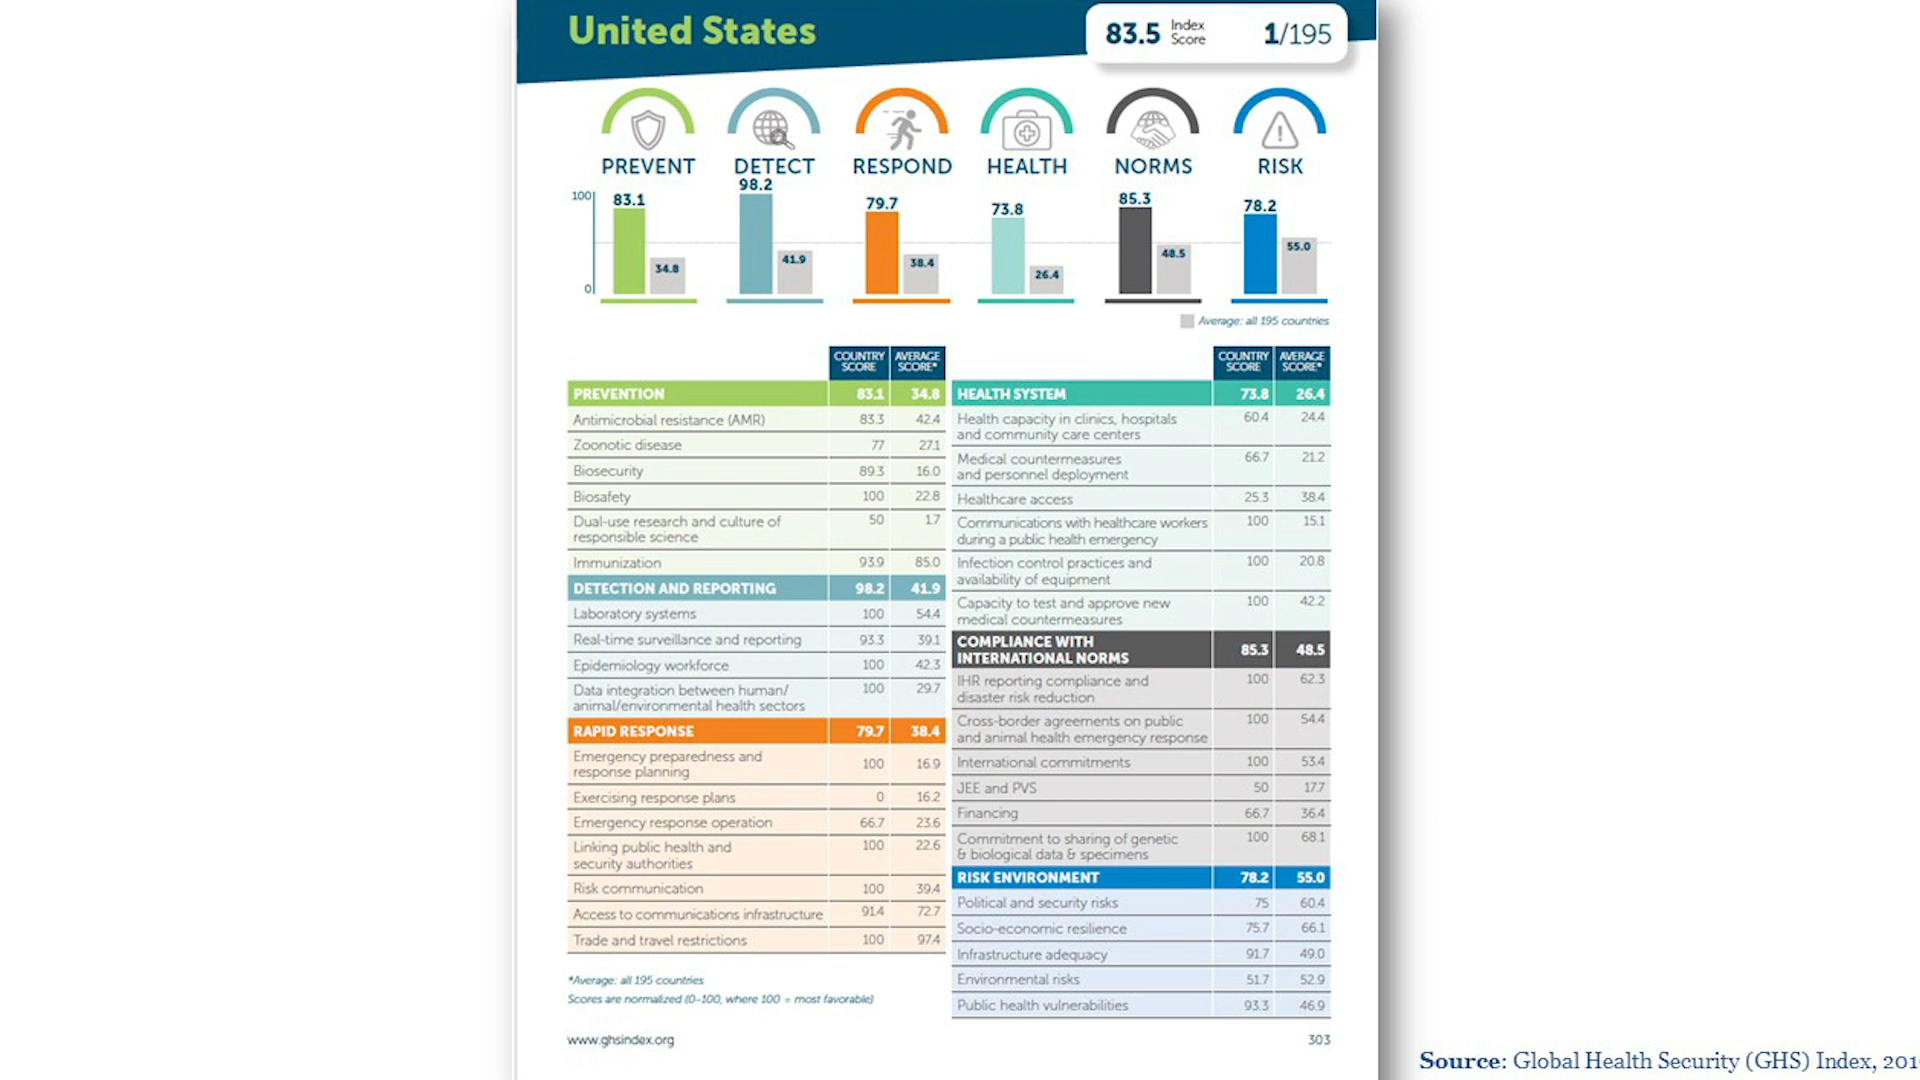 United States
83.5 Index Score 1/195
PREVENT DETECT RESPOND HEALTH NORMS RISK
100
0
83.1 34.8
98.2 41.9
79.7 38.4
73.8 26.4
85.3 48.5
78.2 55.0
Average: all 195 countries
COUNTRY SCORE AVERAGE SCORE*
PREVENTION 83.1 34.8
Antimicrobial resistance (AMR) 83.3 42.4
Zoonotic disease 77 27.1
Biosecurity 89.3 16.0
Biosafety 100 22.8
Dual-use research and culture of
responsible science 50 1.7
Immunization 93.9 85.0
DETECTION AND REPORTING 98.2 41.9
Laboratory systems 100 54.4
Real-time surveillance and reporting 93.3 39.1
Epidemiology workforce 100 42.3
Data integration between human/
animal/environmental health sectors 100 29.7
RAPID RESPONSE 79.7 38.4
Emergency preparedness and
response planning 100 16.9
Exercising response plans 0 16.2
Emergency response operation 66.7 23.6
Linking public health and
security authorities 100 22.6
Risk communication 100 39.4
Access to communications infrastructure 91.4 72.7
Trade and travel restrictions 100 97.4
*Average: all 195 countries
Scores are normalized (0–100, where 100 = most favorable)
www.ghsindex.org
COUNTRY SCORE AVERAGE SCORE*
HEALTH SYSTEM 73.8 26.4
Health capacity in clinics, hospitals
and community care centers 60.4 24.4
Medical countermeasures
and personnel deployment 66.7 21.2
Healthcare access 25.3 38.4
Communications with healthcare workers
during a public health emergency 100 15.1
Infection control practices and
availability of equipment 100 20.8
Capacity to test and approve new
medical countermeasures 100 42.2
COMPLIANCE WITH
INTERNATIONAL NORMS 85.3 48.5
IHR reporting compliance and
disaster risk reduction 100 62.3
Cross-border agreements on public
and animal health emergency response 100 54.4
International commitments 100 53.4
JEE and PVS 50 17.7
Financing 66.7 36.4
Commitment to sharing of genetic
& biological data & specimens 100 68.1
RISK ENVIRONMENT 78.2 55.0
Political and security risks 75 60.4
Socio-economic resilience 75.7 66.1
Infrastructure adequacy 91.7 49.0
Environmental risks 51.7 52.9
Public health vulnerabilities 93.3 46.9
303
Source: Global Health Security (GHS) Index,